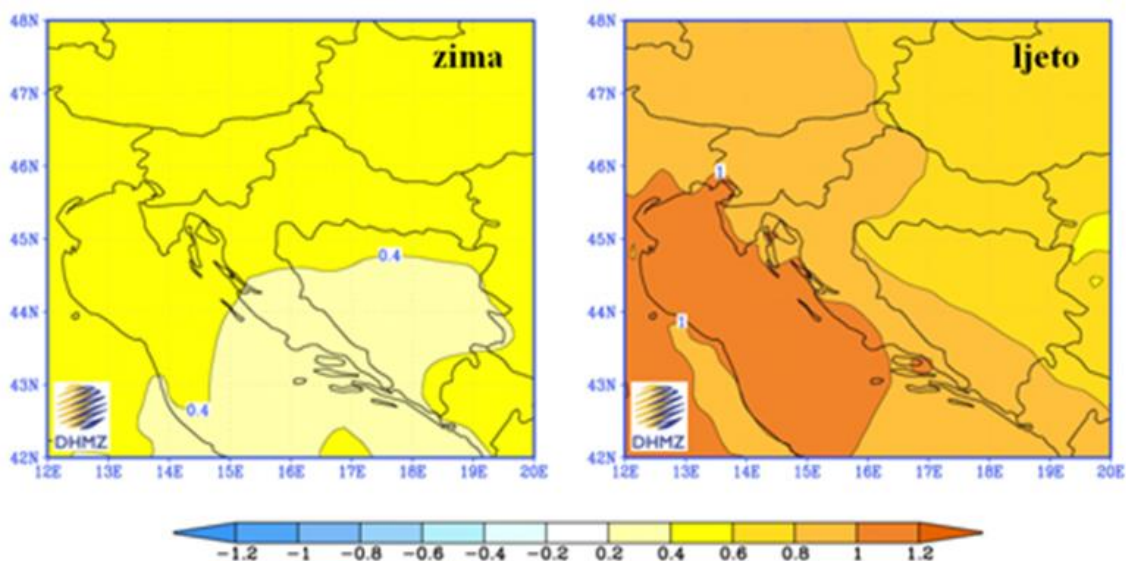 zima
48N
47N
46N
45N
44N
43N
42N
0.4
0.4
DHMZ
12E 13E 14E 15E 16E 17E 18E 19E 20E
ljeto
48N
47N
46N
45N
44N
43N
42N
1
1
DHMZ
12E 13E 14E 15E 16E 17E 18E 19E 20E
-1.2 -1 -0.8 -0.6 -0.4 -0.2 0.2 0.4 0.6 0.8 1 1.2